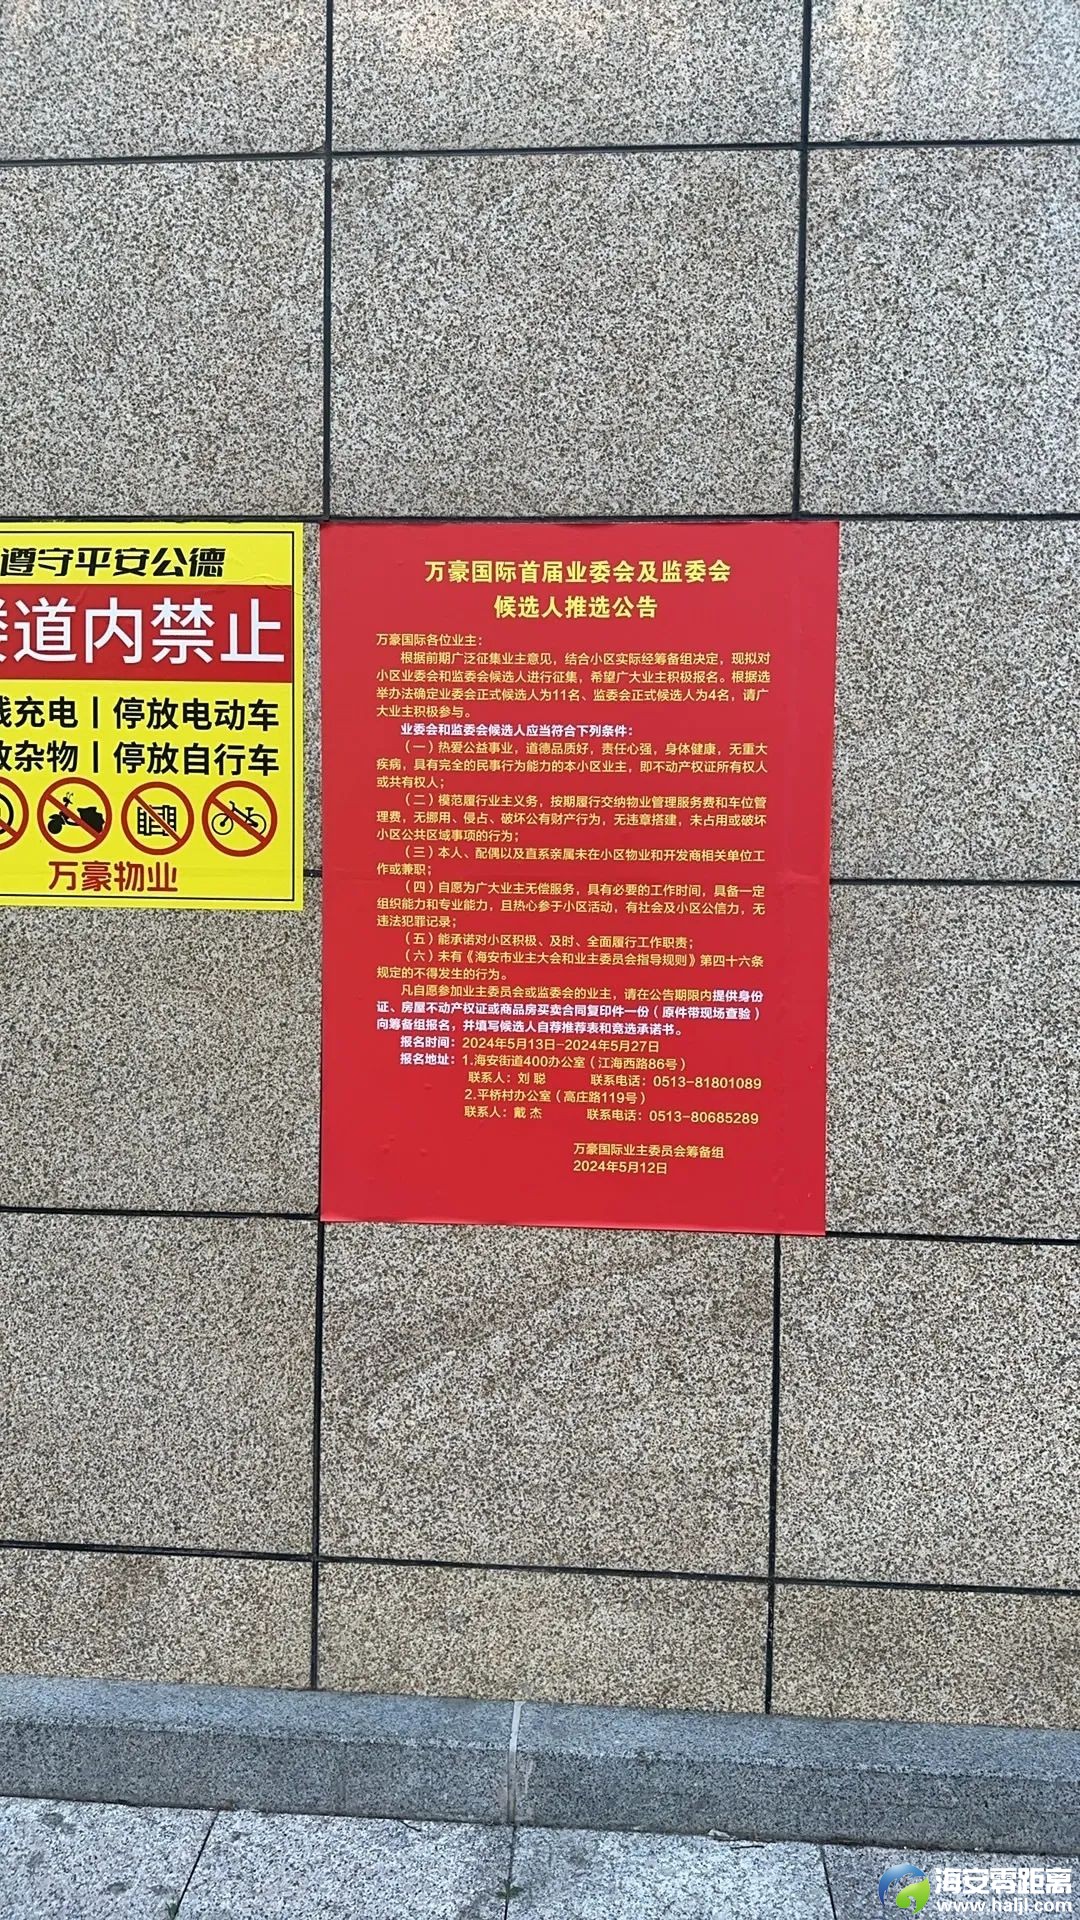 遵守平安公德
道内禁止
充电丨停放电动车
杂物丨停放自行车
万豪物业
万豪国际首届业委会及监委会
候选人推选公告
万豪国际各位业主：
根据前期广泛征集业主意见，结合小区实际经筹备组决定，现拟对
小区业委会和监委会候选人进行征集，希望广大业主积极报名。根据选
举办法确定业委会正式候选人为11名、监委会正式候选人为4名，请广
大业主积极参与。
业委会和监委会候选人应当符合下列条件：
（一）热爱公益事业，道德品质好，责任心强，身体健康，无重大
疾病，具有完全的民事行为能力的本小区业主，即不动产权证所有权人
或共有权人；
（二）模范履行业主义务，按期履行交纳物业管理服务费和车位管
理费，无挪用、侵占、破坏公有财产行为，无违章搭建，未占用或破坏
小区公共区域事项的行为；
（三）本人、配偶以及直系亲属未在小区物业和开发商相关单位工
作或兼职；
（四）自愿为广大业主无偿服务，具有必要的工作时间，具备一定
组织能力和专业能力，且热心参于小区活动，有社会及小区公信力，无
违法犯罪记录；
（五）能承诺对小区积极、及时、全面履行工作职责；
（六）未有《海安市业主大会和业主委员会指导规则》第四十六条
规定的不得发生的行为。
凡自愿参加业主委员会或监委会的业主，请在公告期限内提供身份
证、房屋不动产权证或商品房买卖合同复印件一份（原件带现场查验）
向筹备组报名，并填写候选人自荐推荐表和竞选承诺书。
报名时间：2024年5月13日-2024年5月27日
报名地址：1.海安街道400办公室（江海西路86号）
联系人：刘 聪 联系电话：0513-81801089
2.平桥村办公室（高庄路119号）
联系人：戴 杰 联系电话：0513-80685289
万豪国际业主委员会筹备组
2024年5月12日
海安零距离
www.haijl.com